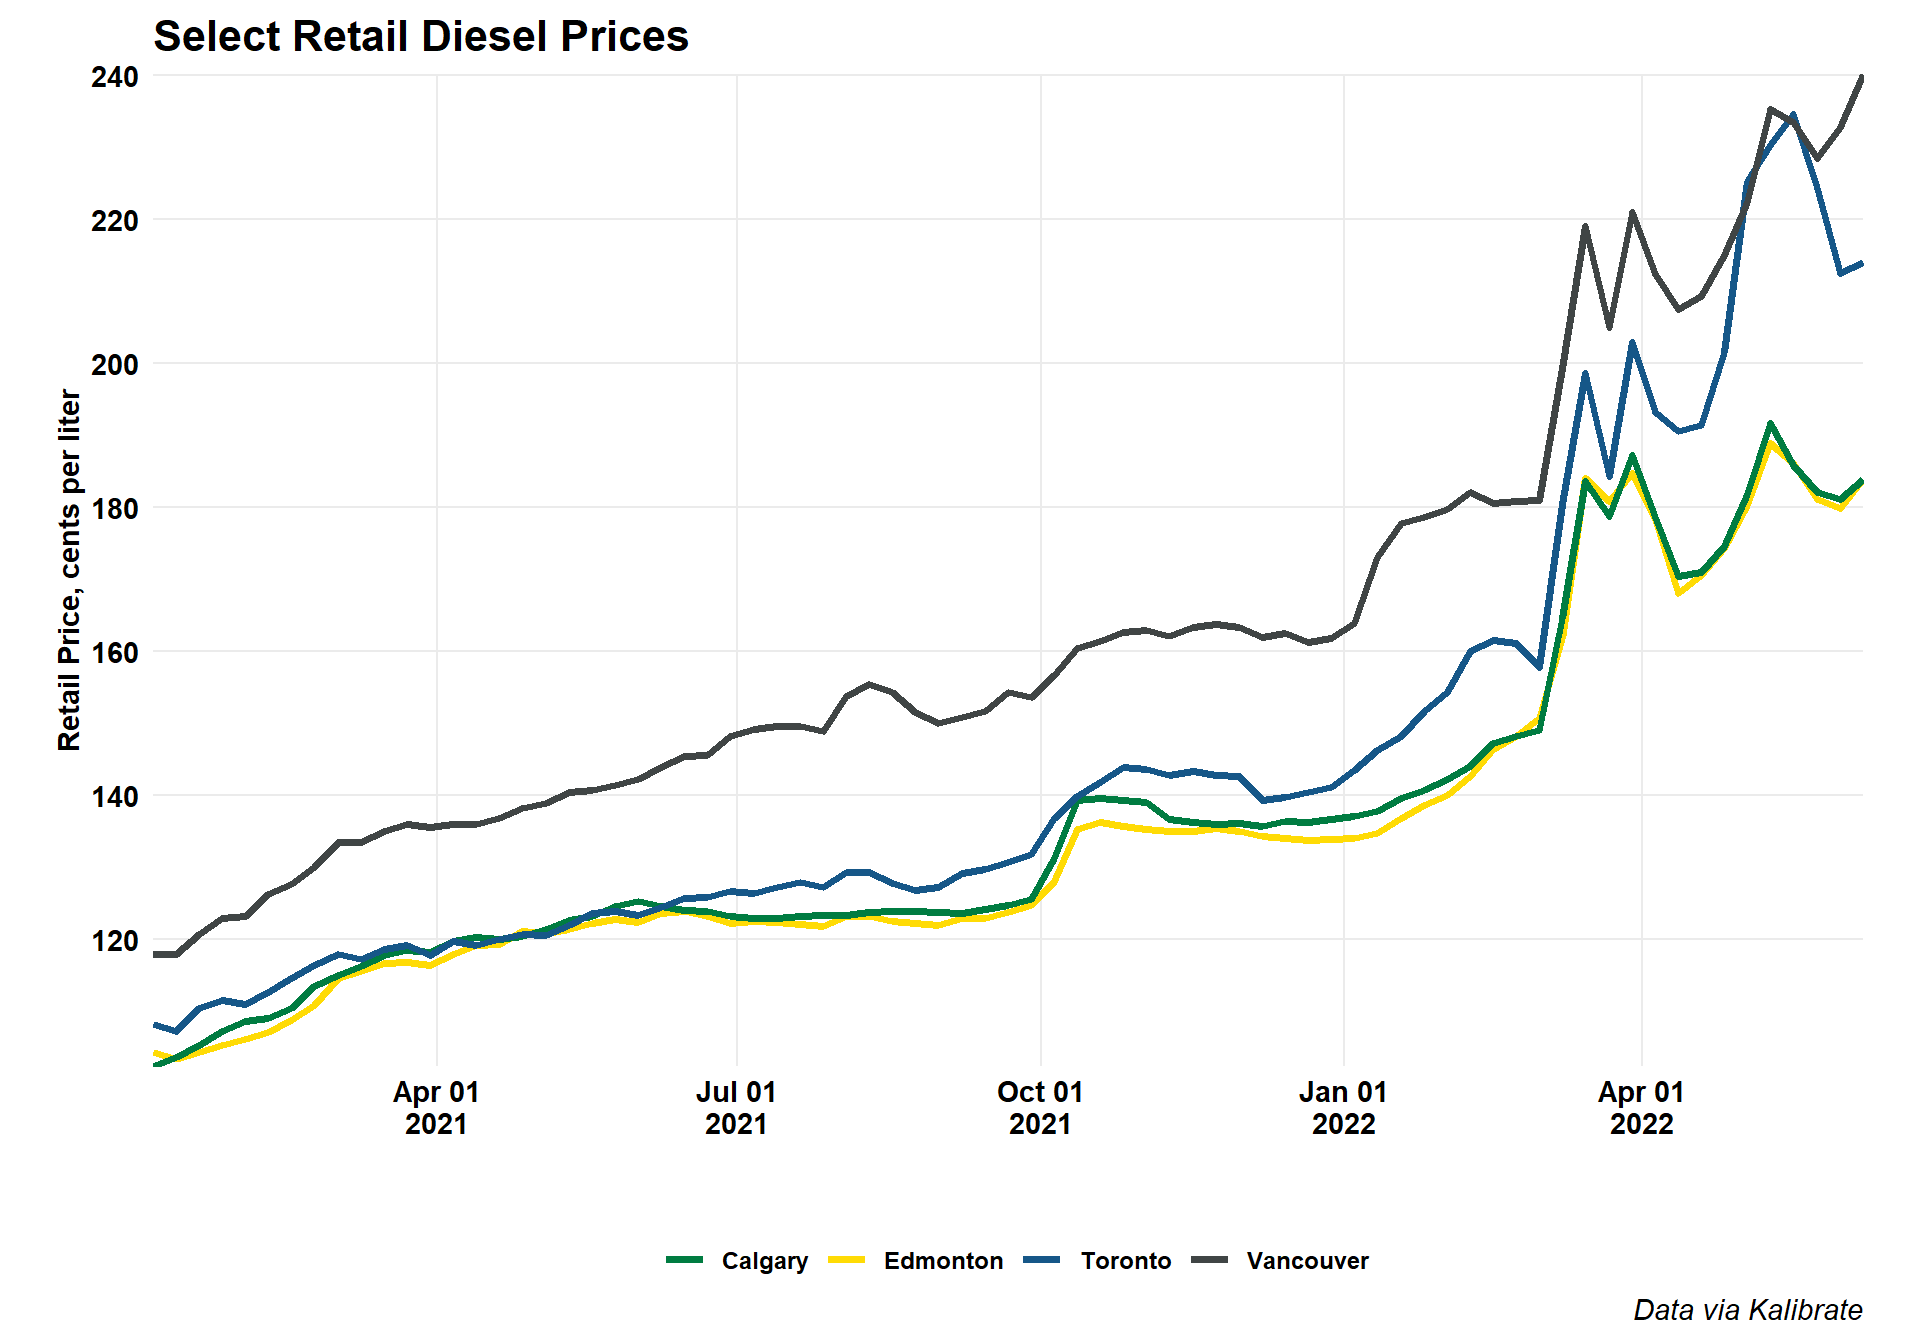 Select Retail Diesel Prices
Retail Price, cents per liter
240
220
200
180
160
140
120
Apr 01 2021
Jul 01 2021
Oct 01 2021
Jan 01 2022
Apr 01 2022
Calgary Edmonton Toronto Vancouver
Data via Kalibrate